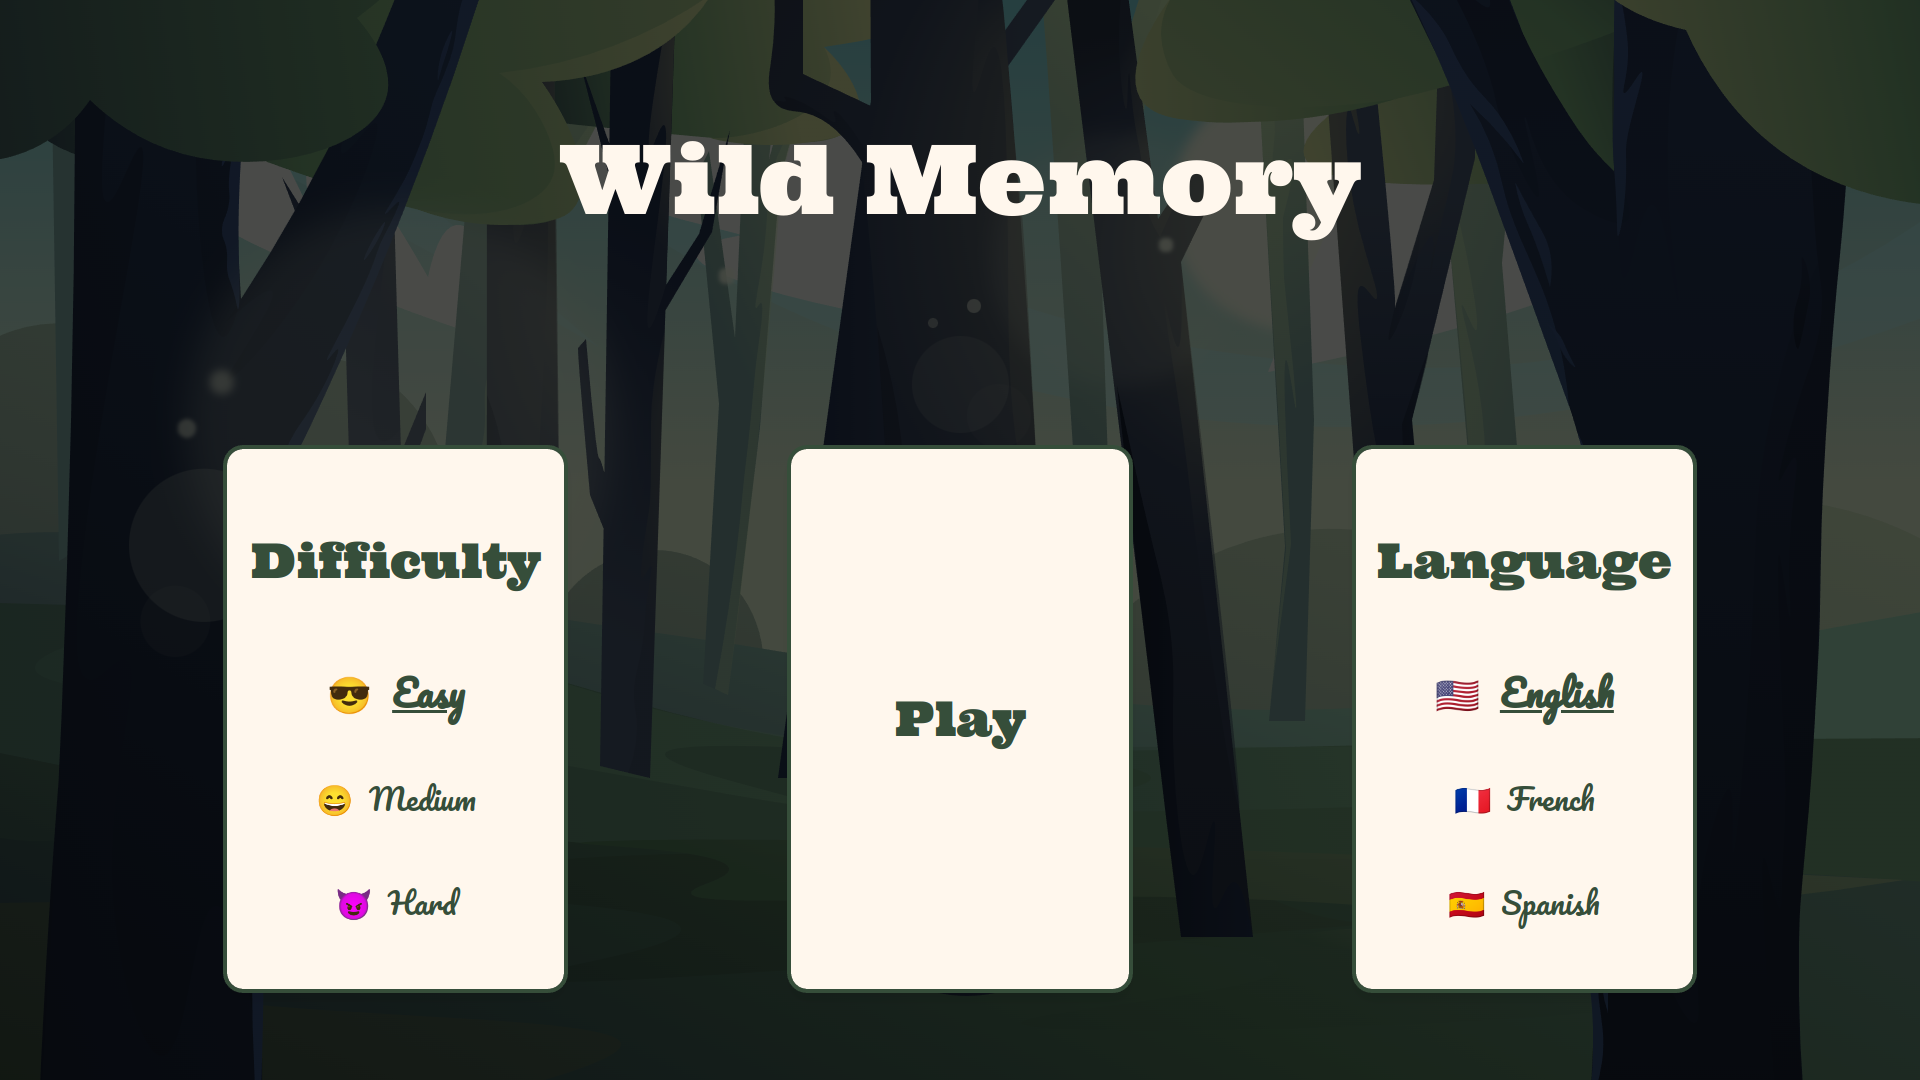 Wild Memory
Difficulty
😎 Easy
😄 Medium
😈 Hard
Play
Language
🇺🇸 English
🇫🇷 French
🇪🇸 Spanish